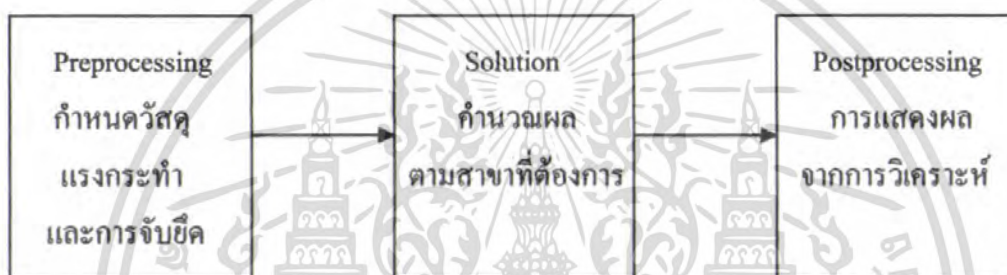 Preprocessing
กำหนดวัสดุ
แรงกระทำ
และการจับยึด
Solution
คำนวณผล
ตามสาขาที่ต้องการ
Postprocessing
การแสดงผล
จากการวิเคราะห์